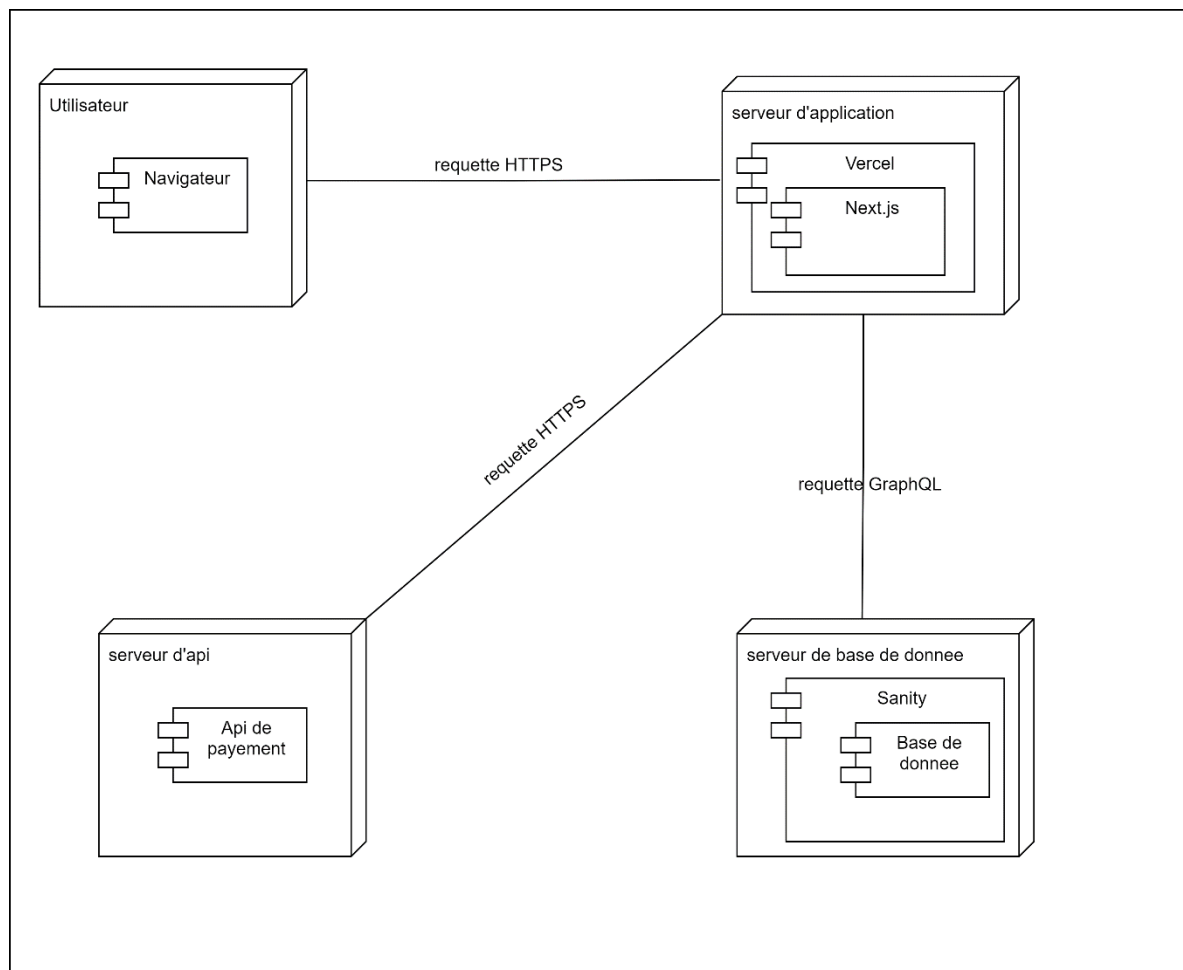 Utilisateur
Navigateur
requette HTTPS
serveur d'application
Vercel
Next.js
requette HTTPS
requette GraphQL
serveur d'api
Api de
payement
serveur de base de donnee
Sanity
Base de
donnee